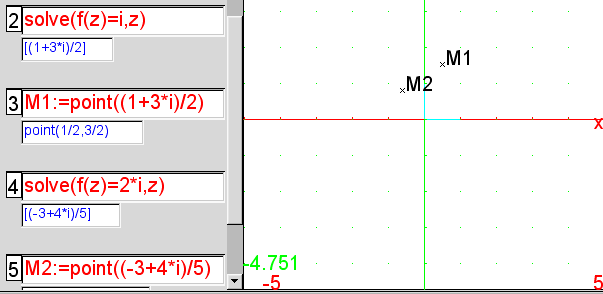 2 solve(f(z)=i,z)
[(1+3*i)/2]
3 M1:=point((1+3*i)/2)
point(1/2,3/2)
4 solve(f(z)=2*i,z)
[(-3+4*i)/5]
5 M2:=point((-3+4*i)/5)
M1
M2
x
-4.751
-5 5